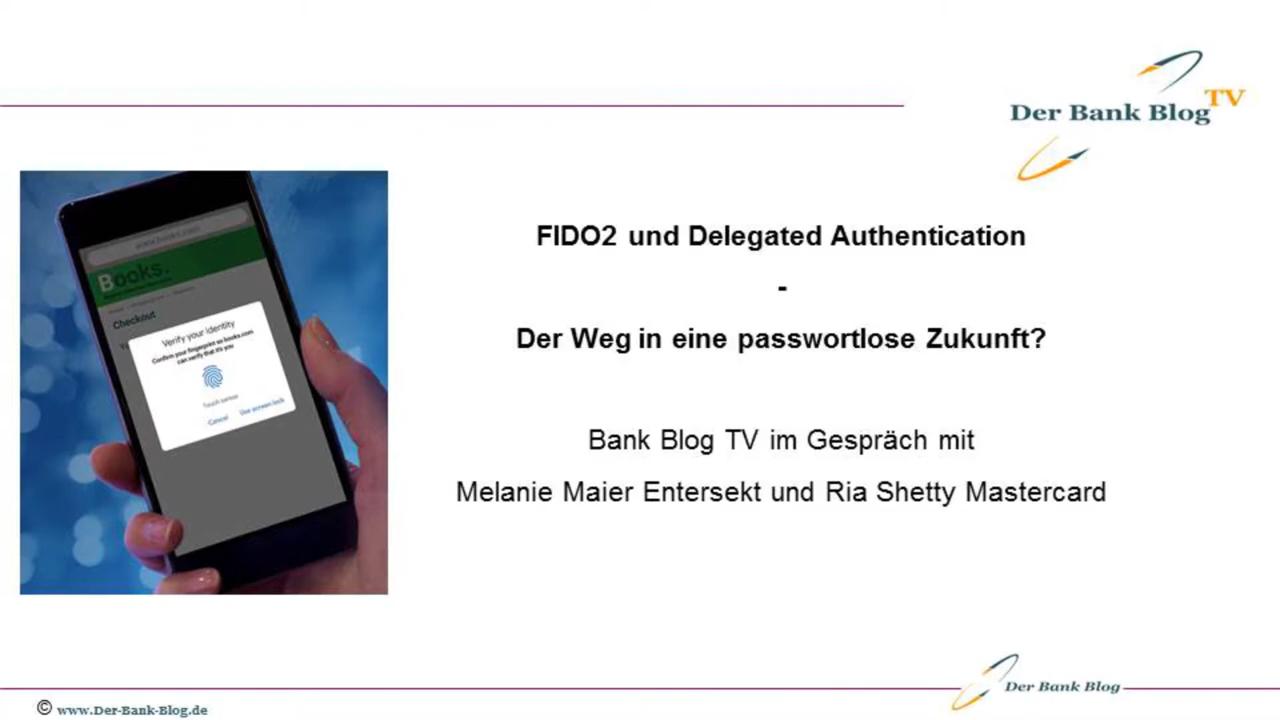 Der Bank Blog TV
FIDO2 und Delegated Authentication
-
Der Weg in eine passwortlose Zukunft?
Bank Blog TV im Gespräch mit
Melanie Maier Entersekt und Ria Shetty Mastercard
www.books.com
Books.
Checkout
Verify your identity
Confirm your fingerprint so books.com
can verify that it's you
Touch sensor
Cancel Use screen lock
Der Bank Blog
© www.Der-Bank-Blog.de